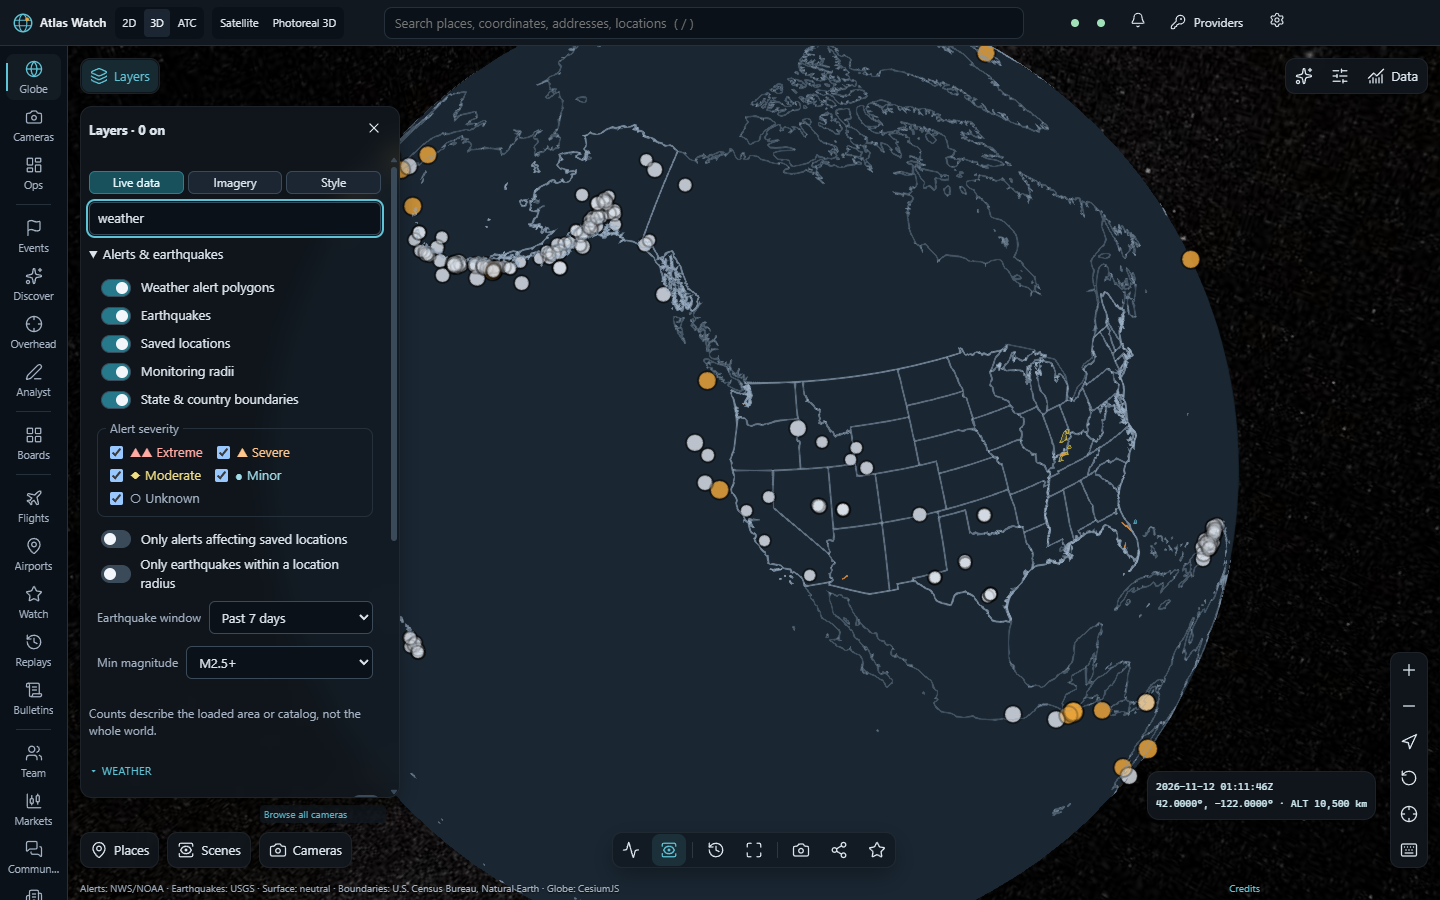 Atlas Watch
2D
3D
ATC
Satellite
Photoreal 3D
Search places, coordinates, addresses, locations ( / )
Providers
Globe
Cameras
Ops
Events
Discover
Overhead
Analyst
Boards
Flights
Airports
Watch
Replays
Bulletins
Team
Markets
Commun...
Layers
Data
Layers · 0 on
Live data
Imagery
Style
weather
Alerts & earthquakes
Weather alert polygons
Earthquakes
Saved locations
Monitoring radii
State & country boundaries
Alert severity
Extreme
Severe
Moderate
Minor
Unknown
Only alerts affecting saved locations
Only earthquakes within a location
radius
Earthquake window
Past 7 days
Min magnitude
M2.5+
Counts describe the loaded area or catalog, not the
whole world.
WEATHER
Browse all cameras
Places
Scenes
Cameras
2026-11-12 01:11:46Z
42.0000°, -122.0000° · ALT 10,500 km
Alerts: NWS/NOAA · Earthquakes: USGS · Surface: neutral · Boundaries: U.S. Census Bureau, Natural Earth · Globe: CesiumJS
Credits